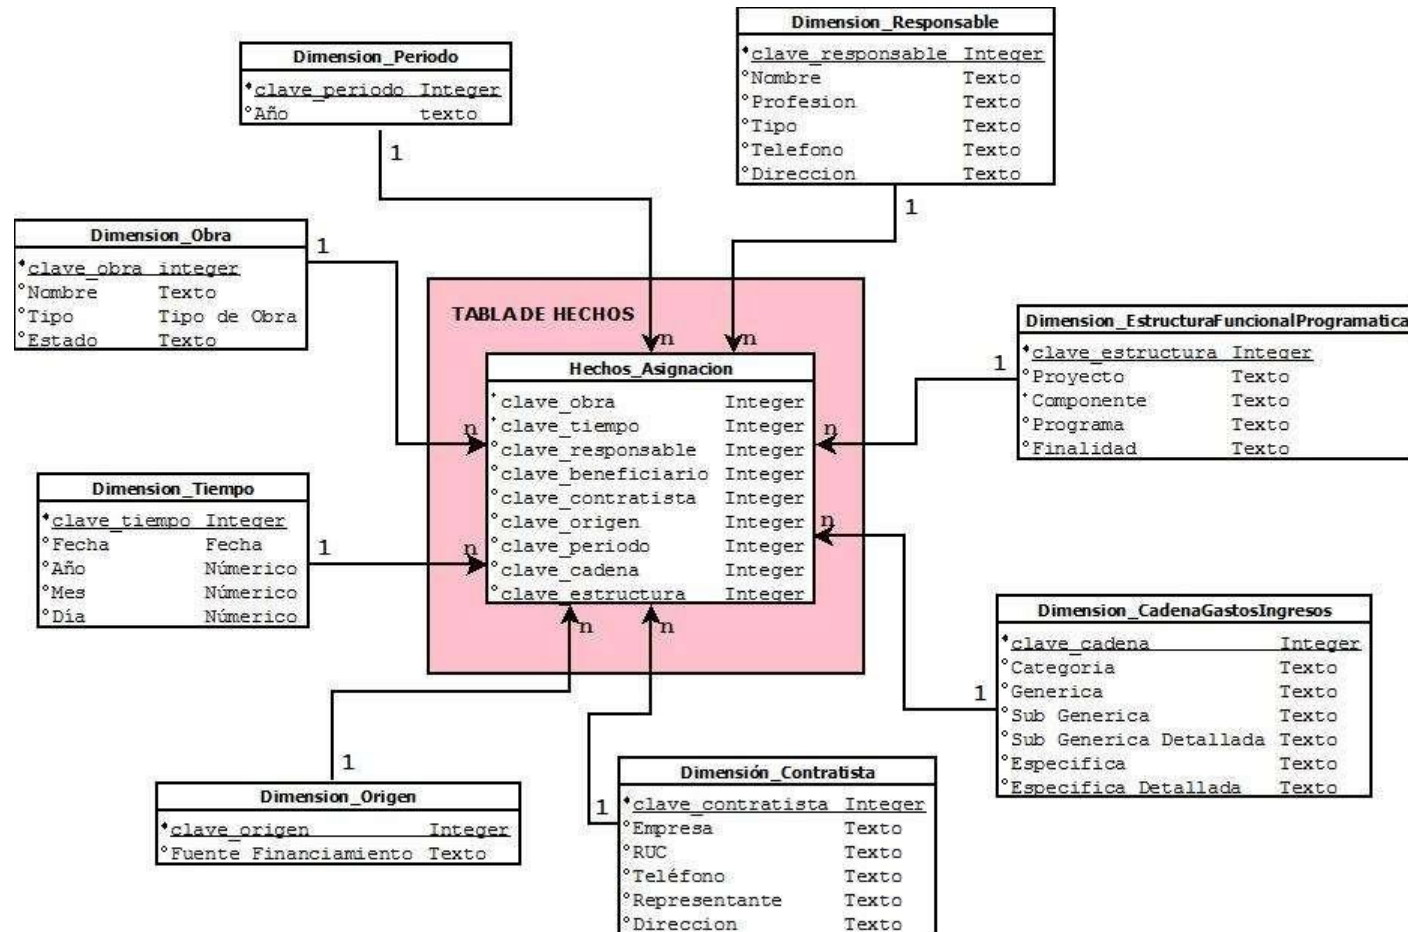 Dimension_Responsable
clave_responsable Integer
Nombre Texto
Profesion Texto
Tipo Texto
Telefono Texto
Direccion Texto
1
Dimension_Periodo
clave_periodo Integer
Año texto
1
Dimension_Obra
clave_obra integer
Nombre Texto
Tipo Tipo de Obra
Estado Texto
1
TABLA DE HECHOS
n
n
Hechos_Asignacion
clave_obra Integer
clave_tiempo Integer
clave_responsable Integer
clave_beneficiario Integer
clave_contratista Integer
clave_origen Integer
clave_periodo Integer
clave_cadena Integer
clave_estructura Integer
n
n
n
n
n
n
Dimension_EstructuraFuncionalProgramatica
clave_estructura Integer
Proyecto Texto
Componente Texto
Programa Texto
Finalidad Texto
1
Dimension_Tiempo
clave_tiempo Integer
Fecha Fecha
Año Númerico
Mes Númerico
Día Númerico
1
Dimension_CadenaGastosIngresos
clave_cadena Integer
Categoria Texto
Generica Texto
Sub Generica Texto
Sub Generica Detallada Texto
Especifica Texto
Especifica Detallada Texto
1
1
Dimension_Origen
clave_origen Integer
Fuente Financiamiento Texto
1
Dimensión_Contratista
clave_contratista Integer
Empresa Texto
RUC Texto
Teléfono Texto
Representante Texto
Direccion Texto